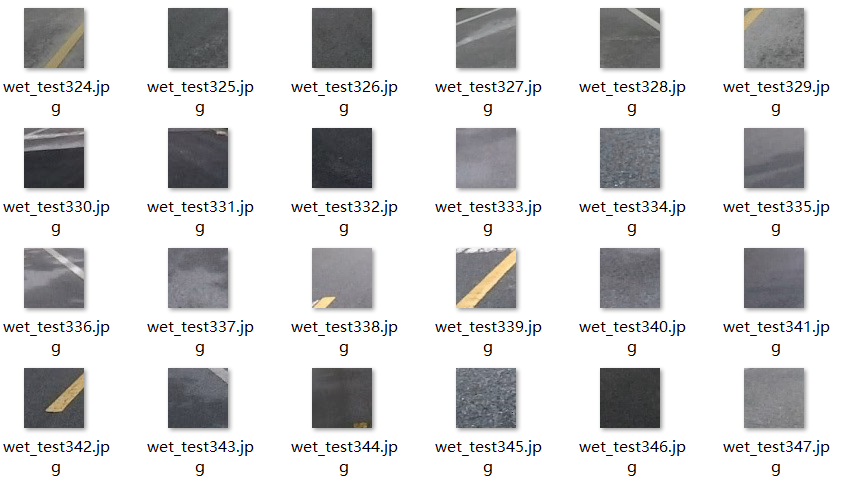 wet_test324.jp
g
wet_test325.jp
g
wet_test326.jp
g
wet_test327.jp
g
wet_test328.jp
g
wet_test329.jp
g
wet_test330.jp
g
wet_test331.jp
g
wet_test332.jp
g
wet_test333.jp
g
wet_test334.jp
g
wet_test335.jp
g
wet_test336.jp
g
wet_test337.jp
g
wet_test338.jp
g
wet_test339.jp
g
wet_test340.jp
g
wet_test341.jp
g
wet_test342.jp
g
wet_test343.jp
g
wet_test344.jp
g
wet_test345.jp
g
wet_test346.jp
g
wet_test347.jp
g